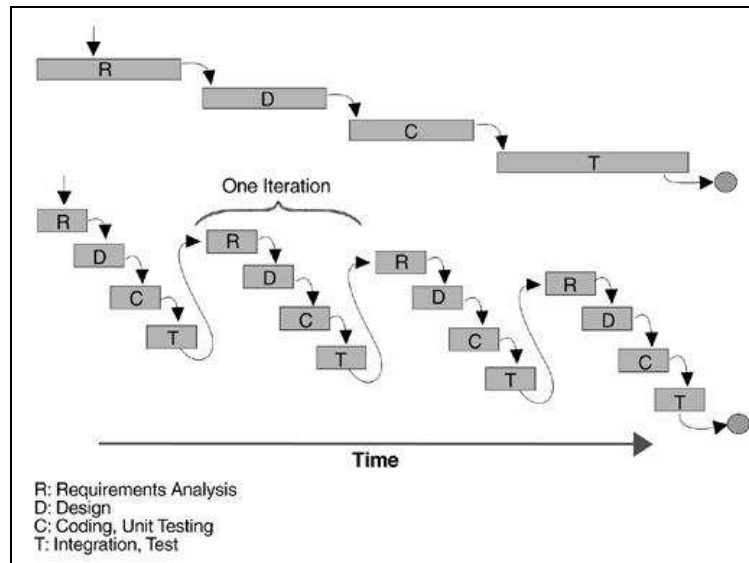 R
D
C
T
One Iteration
R
D
C
T
R
D
C
T
R
D
C
T
R
D
C
T
Time
R: Requirements Analysis
D: Design
C: Coding, Unit Testing
T: Integration, Test